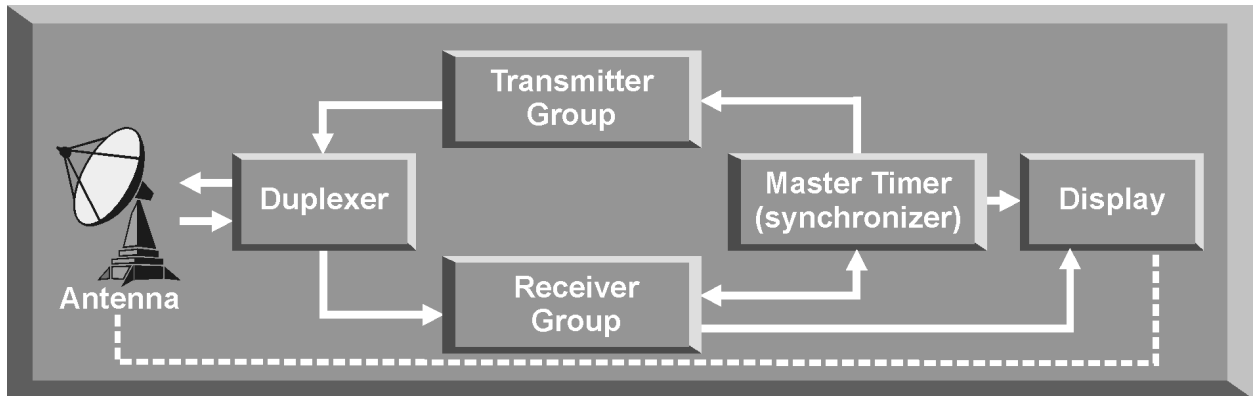 Transmitter
Group
Duplexer
Master Timer
(synchronizer)
Display
Antenna
Receiver
Group